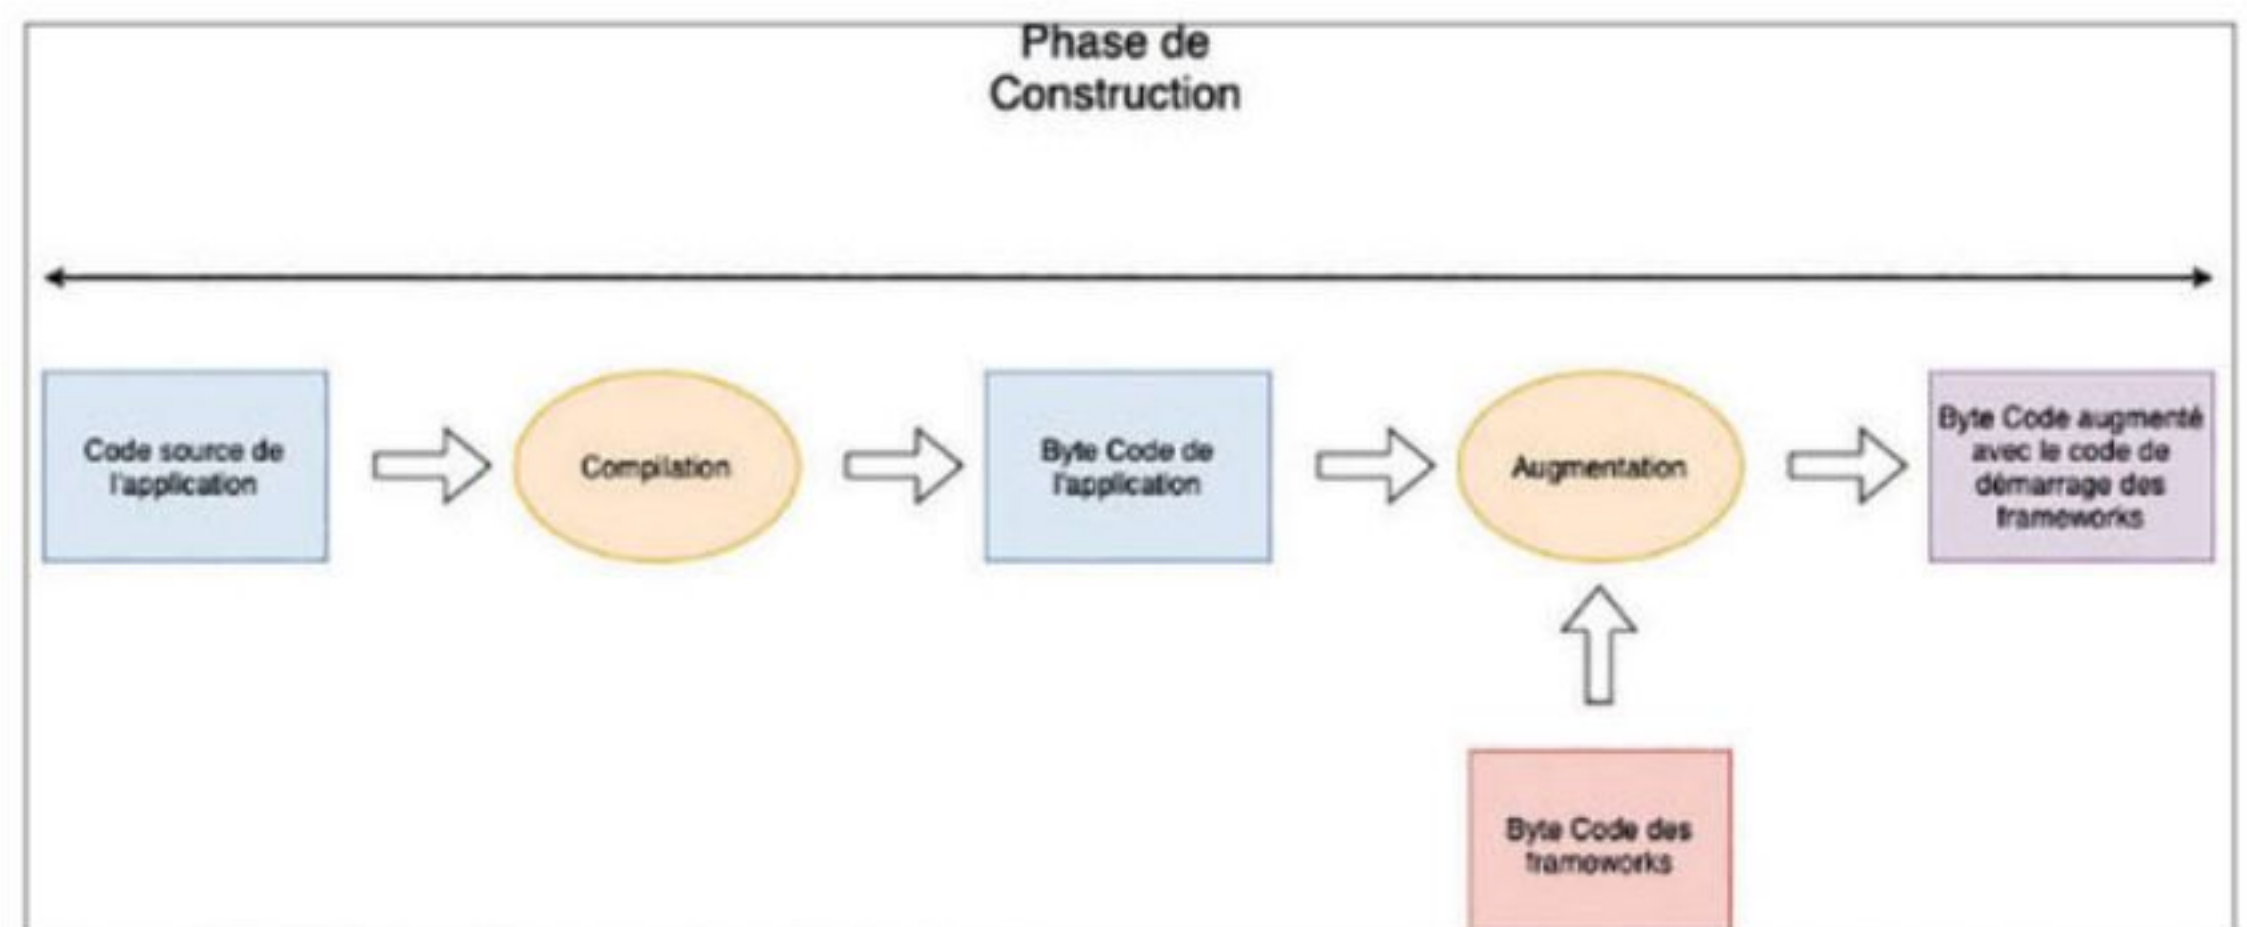 Phase de
Construction
Code source de
l'application
Compilation
Byte Code de
l'application
Augmentation
Byte Code augmenté
avec le code de
démarrage des
frameworks
Byte Code des
frameworks